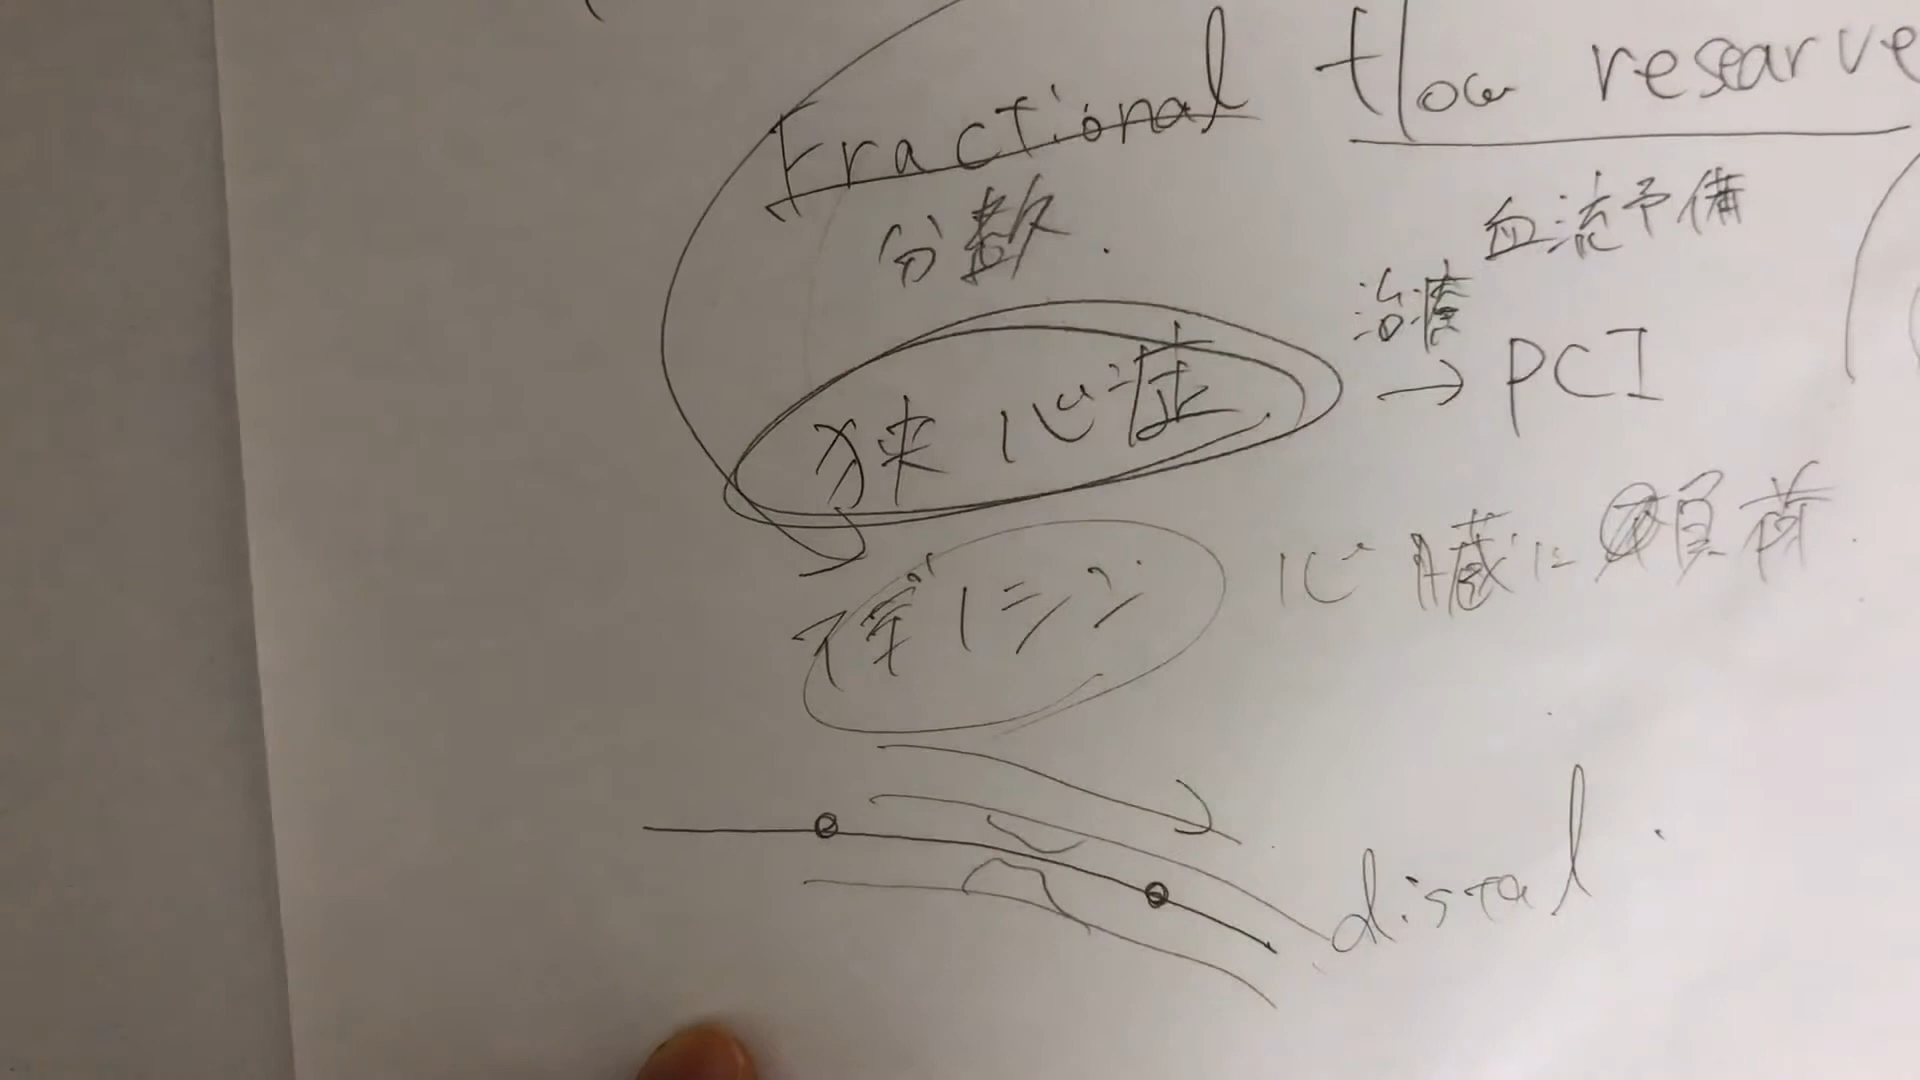 Fractional flow researve
分数.
血流予備
治療
狭心症 → PCI
心臓に負荷.
distal